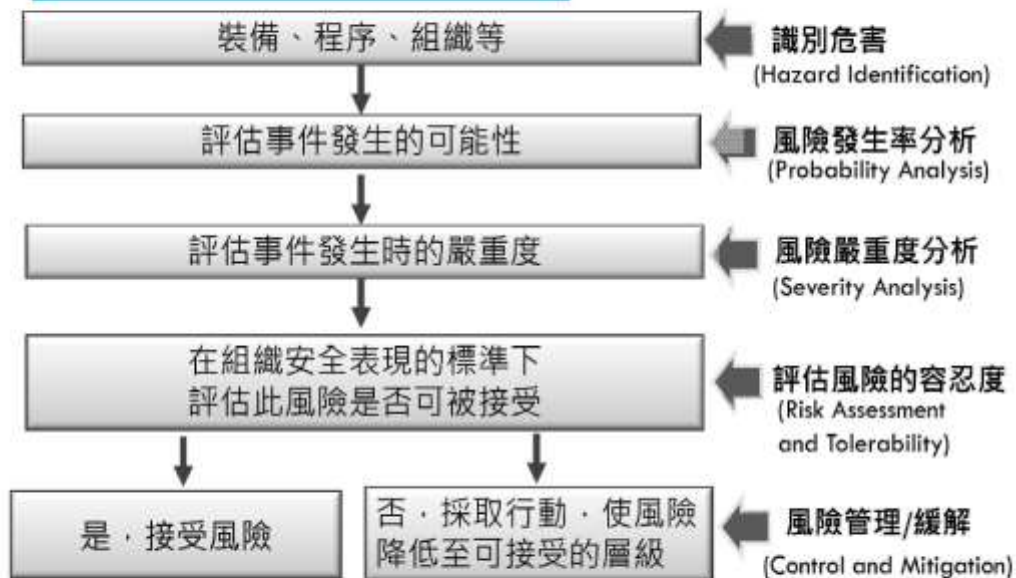 裝備、程序、組織等
識別危害
(Hazard Identification)
評估事件發生的可能性
風險發生率分析
(Probability Analysis)
評估事件發生時的嚴重度
風險嚴重度分析
(Severity Analysis)
在組織安全表現的標準下
評估此風險是否可被接受
評估風險的容忍度
(Risk Assessment
and Tolerability)
是，接受風險
否，採取行動，使風險
降低至可接受的層級
風險管理/緩解
(Control and Mitigation)